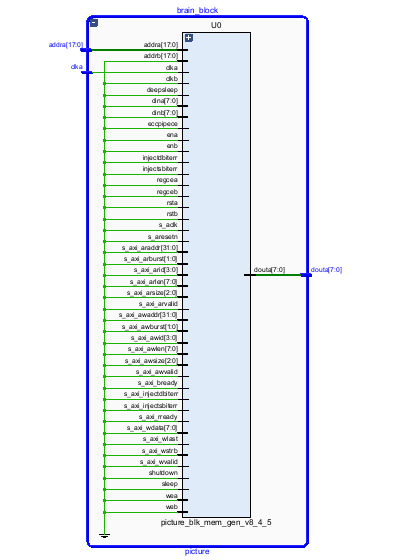 brain_block
U0
addra[17:0]
addra[17:0]
addrb[17:0]
clka
clka
clkb
deepsleep
dina[7:0]
dinb[7:0]
eccpipece
ena
enb
injectdbiterr
injectsbiterr
regcea
regceb
rsta
rstb
s_aclk
s_aresetn
s_axi_araddr[31:0]
s_axi_arburst[1:0]
s_axi_arid[3:0]
s_axi_arlen[7:0]
douta[7:0]
douta[7:0]
s_axi_arsize[2:0]
s_axi_arvalid
s_axi_awaddr[31:0]
s_axi_awburst[1:0]
s_axi_awid[3:0]
s_axi_awlen[7:0]
s_axi_awsize[2:0]
s_axi_awvalid
s_axi_bready
s_axi_injectdbiterr
s_axi_injectsbiterr
s_axi_rready
s_axi_wdata[7:0]
s_axi_wlast
s_axi_wstrb
s_axi_wvalid
shutdown
sleep
wea
web
picture_blk_mem_gen_v8_4_5
picture